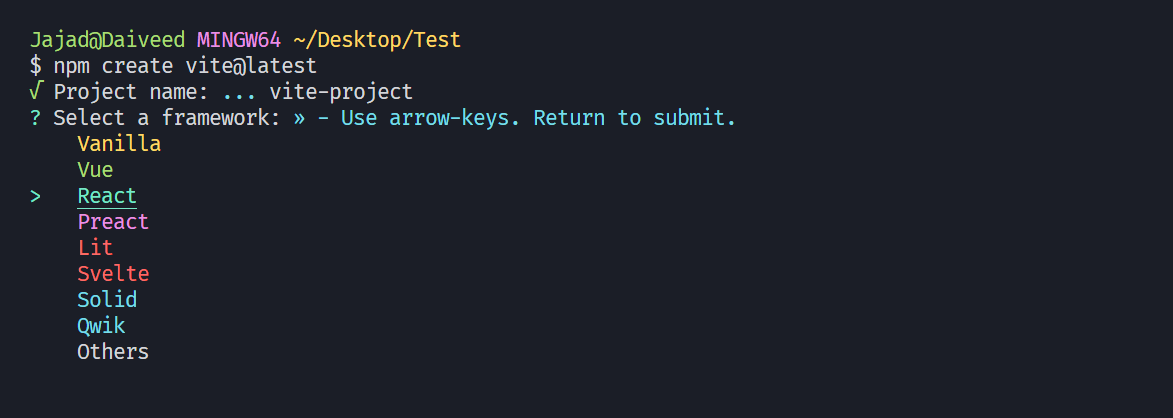 Jajad@Daiveed MINGW64 ~/Desktop/Test
$ npm create vite@latest
√ Project name: ... vite-project
? Select a framework: » - Use arrow-keys. Return to submit.
Vanilla
Vue
> React
Preact
Lit
Svelte
Solid
Qwik
Others